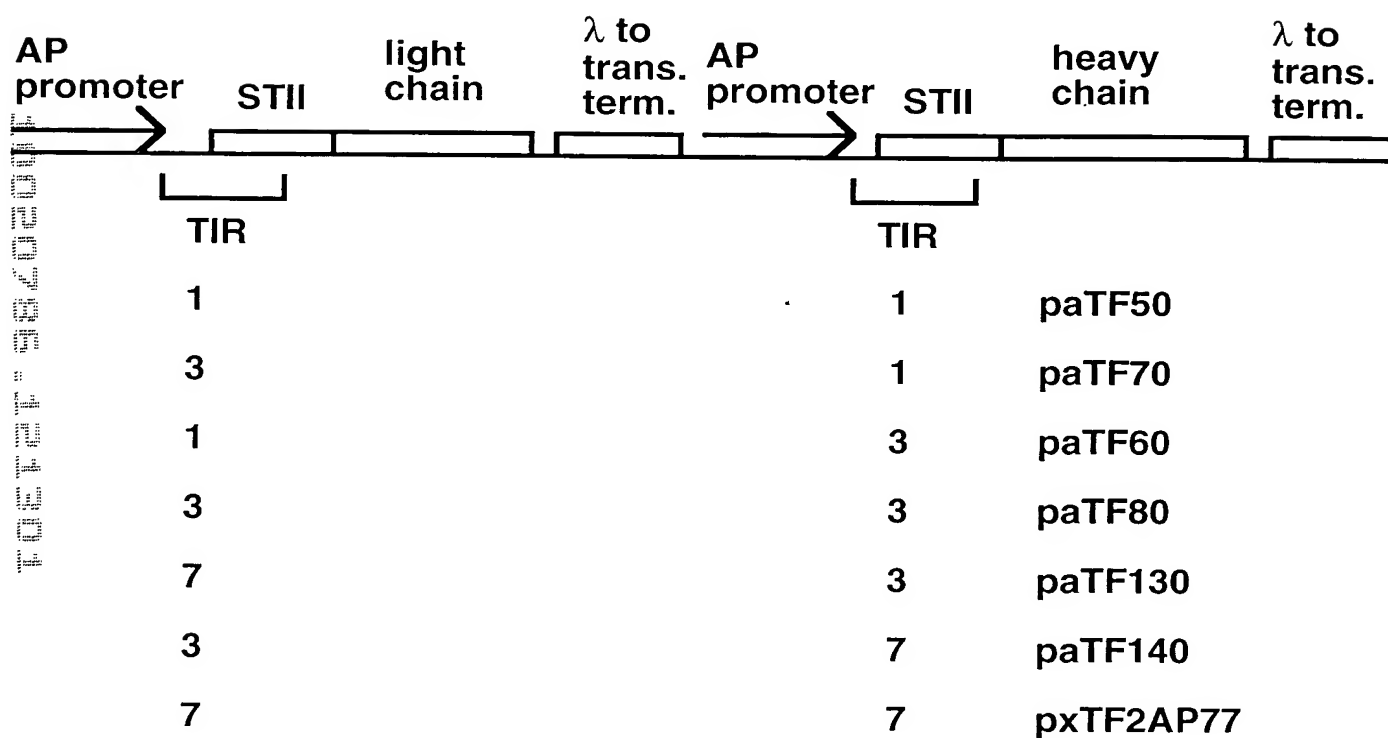 AP
promoter
STII
light
chain
λ to
trans.
term.
AP
promoter
STII
heavy
chain
λ to
trans.
term.
TIR
TIR
1 1 paTF50
3 1 paTF70
1 3 paTF60
3 3 paTF80
7 3 paTF130
3 7 paTF140
7 7 pxTF2AP77